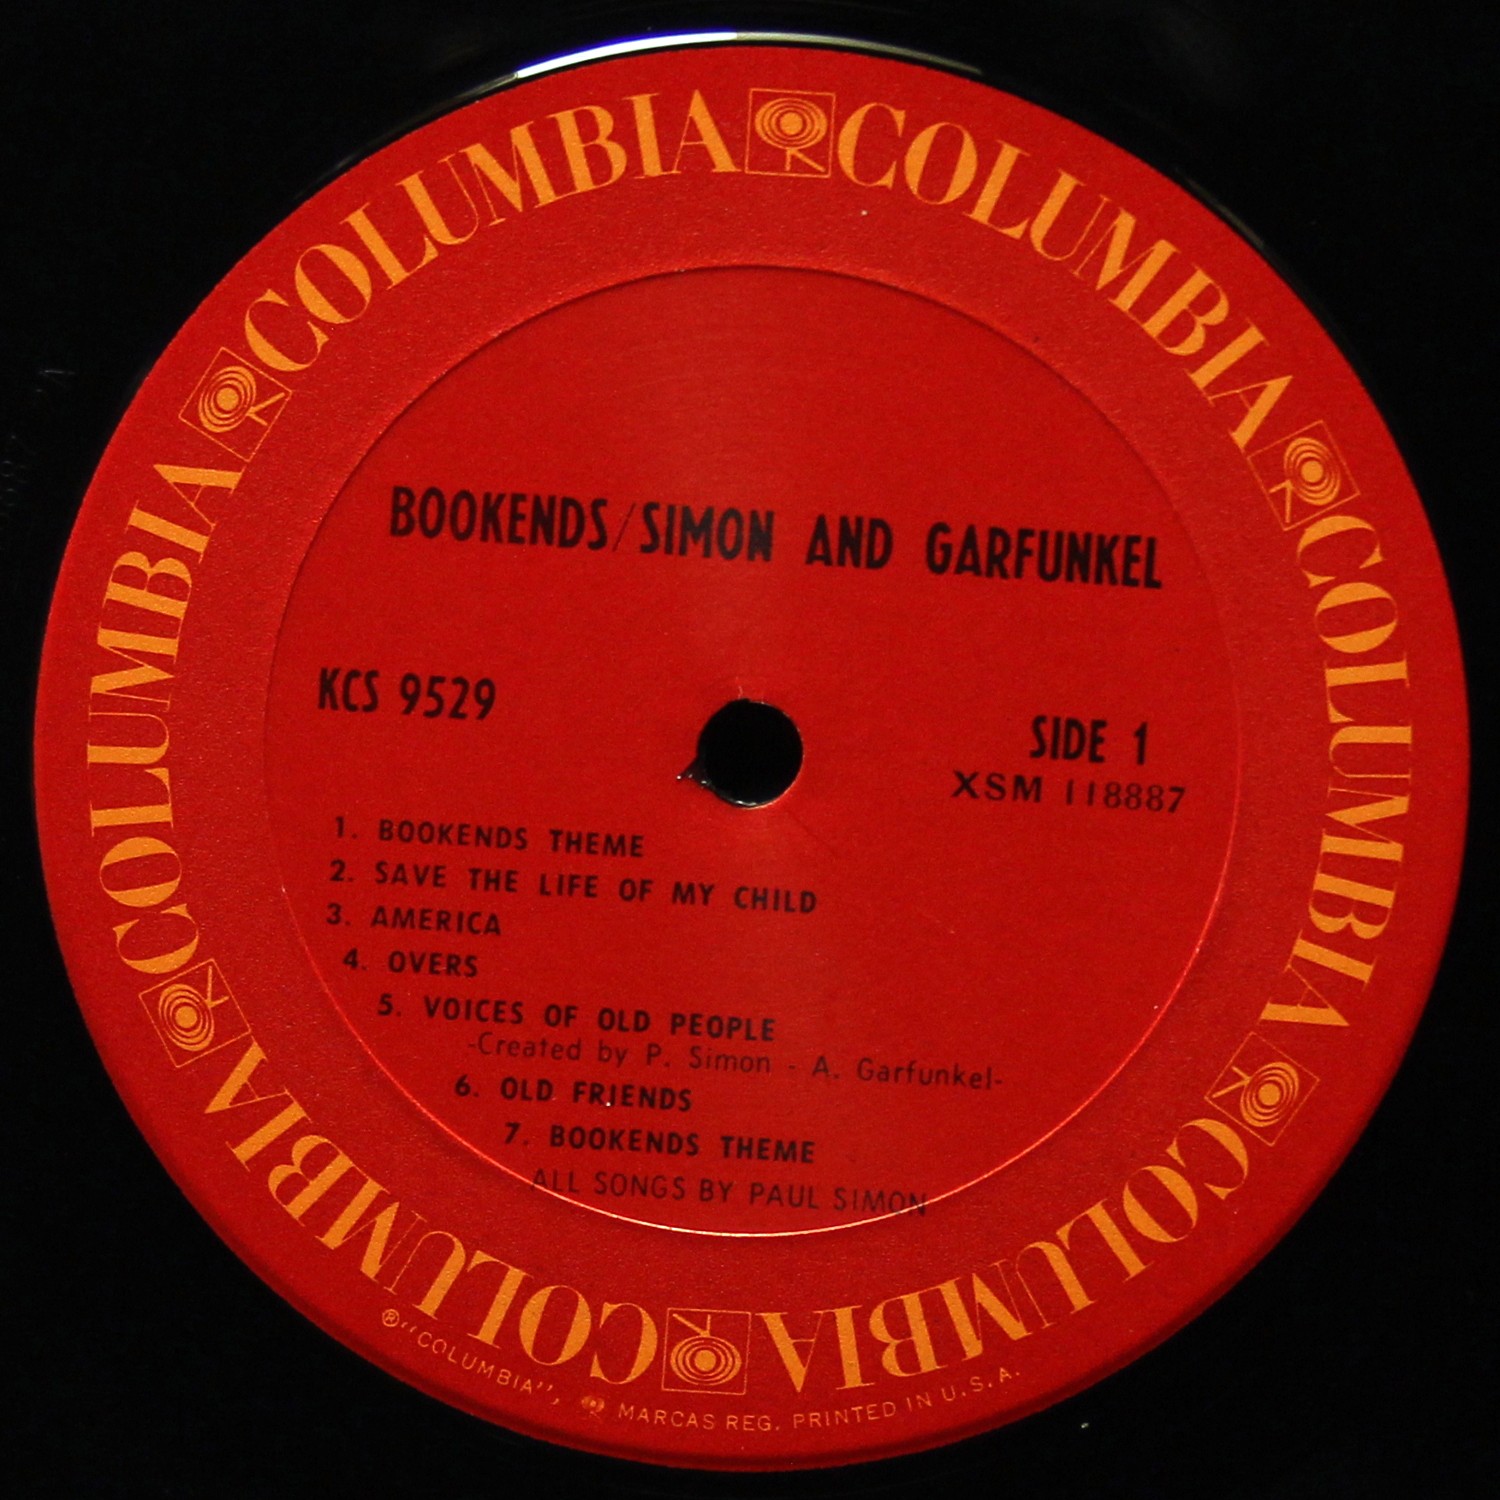 COLUMBIA COLUMBIA COLUMBIA COLUMBIA COLUMBIA COLUMBIA
BOOKENDS/SIMON AND GARFUNKEL
KCS 9529
SIDE 1
XSM 118887
1. BOOKENDS THEME
2. SAVE THE LIFE OF MY CHILD
3. AMERICA
4. OVERS
5. VOICES OF OLD PEOPLE
-Created by P. Simon - A. Garfunkel-
6. OLD FRIENDS
7. BOOKENDS THEME
ALL SONGS BY PAUL SIMON
® "COLUMBIA", MARCAS REG. PRINTED IN U.S.A.